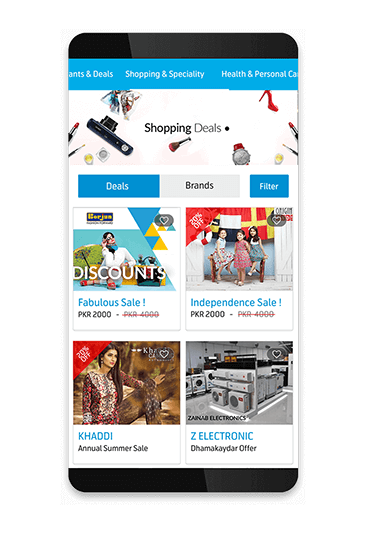 ants & Deals
Shopping & Speciality
Health & Personal Ca
Shopping Deals
Deals
Brands
Filter
Borjan
DISCOUNTS
20% OFF
Fabulous Sale !
PKR 2000 - PKR 4000
Independence Sale !
PKR 2000 - PKR 4000
20% OFF
Kha
ZAINAB ELECTRONICS
KHADDI
Annual Summer Sale
Z ELECTRONIC
Dhamakaydar Offer